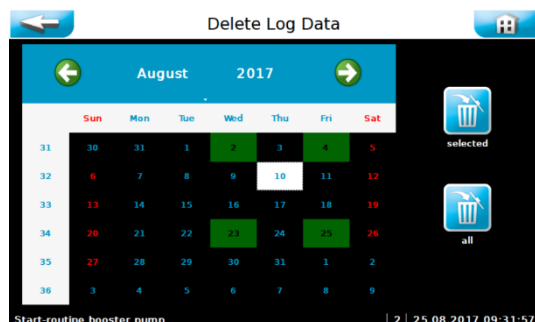 Delete Log Data
August 2017
Sun Mon Tue Wed Thu Fri Sat
31 30 31 1 2 3 4 5
32 6 7 8 9 10 11 12
33 13 14 15 16 17 18 19
34 20 21 22 23 24 25 26
35 27 28 29 30 31 1 2
36 3 4 5 6 7 8 9
selected
all
Start-routine booster pump 2 25.08.2017 09:31:57